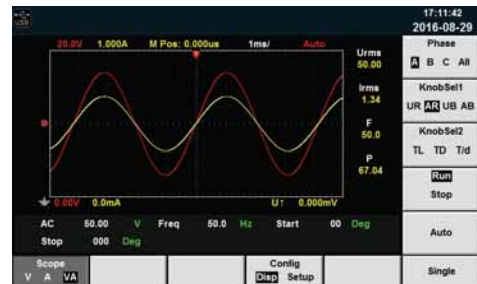 USB
17:11:42
2016-08-29
20.0V 1.000A M Pos: 0.000us 1ms/ Auto
Urms
50.00
Irms
1.34
F
50.0
P
67.04
0.00V 0.0mA U↑ 0.000mV
AC 50.00 V Freq 50.0 Hz Start 00 Deg
Stop 000 Deg
Phase
A B C All
KnobSel1
UR AR UB AB
KnobSel2
TL TD T/d
Run
Stop
Auto
Single
Scope
V A VA
Config
Disp Setup